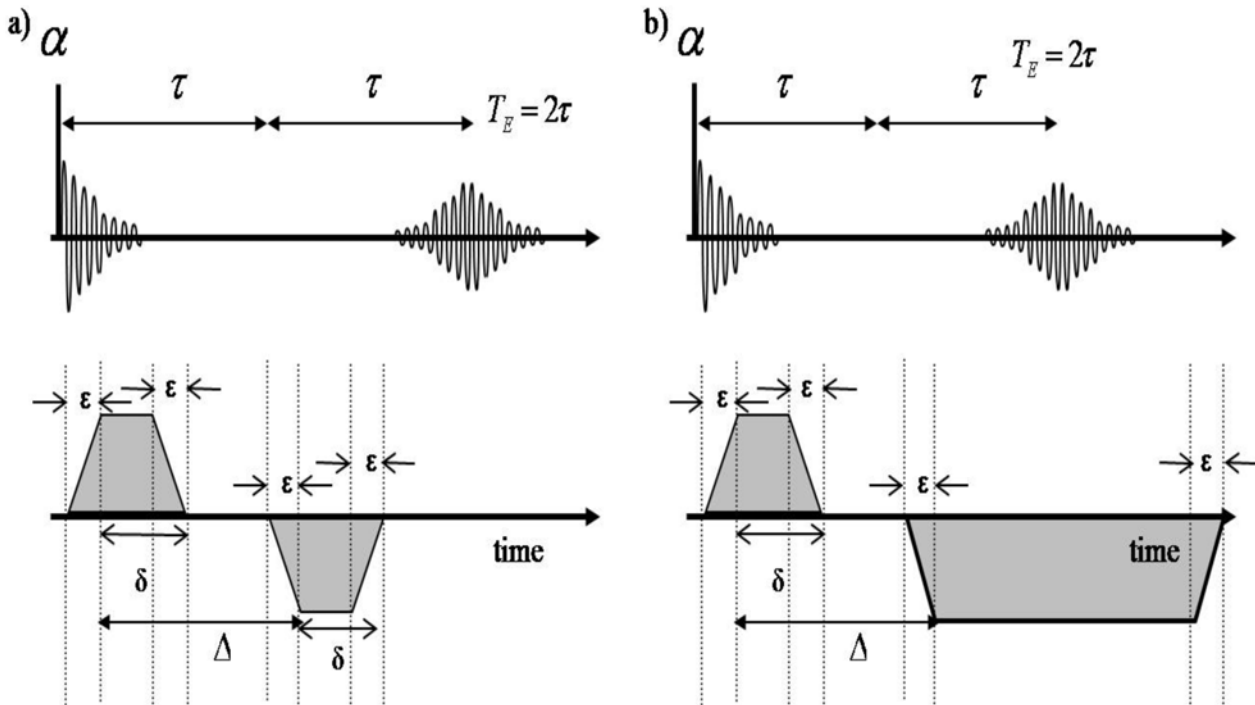 a)
α
τ
τ
T_E = 2τ
ε
ε
ε
ε
time
δ
Δ
δ
b)
α
T_E = 2τ
τ
τ
ε
ε
ε
ε
time
δ
Δ